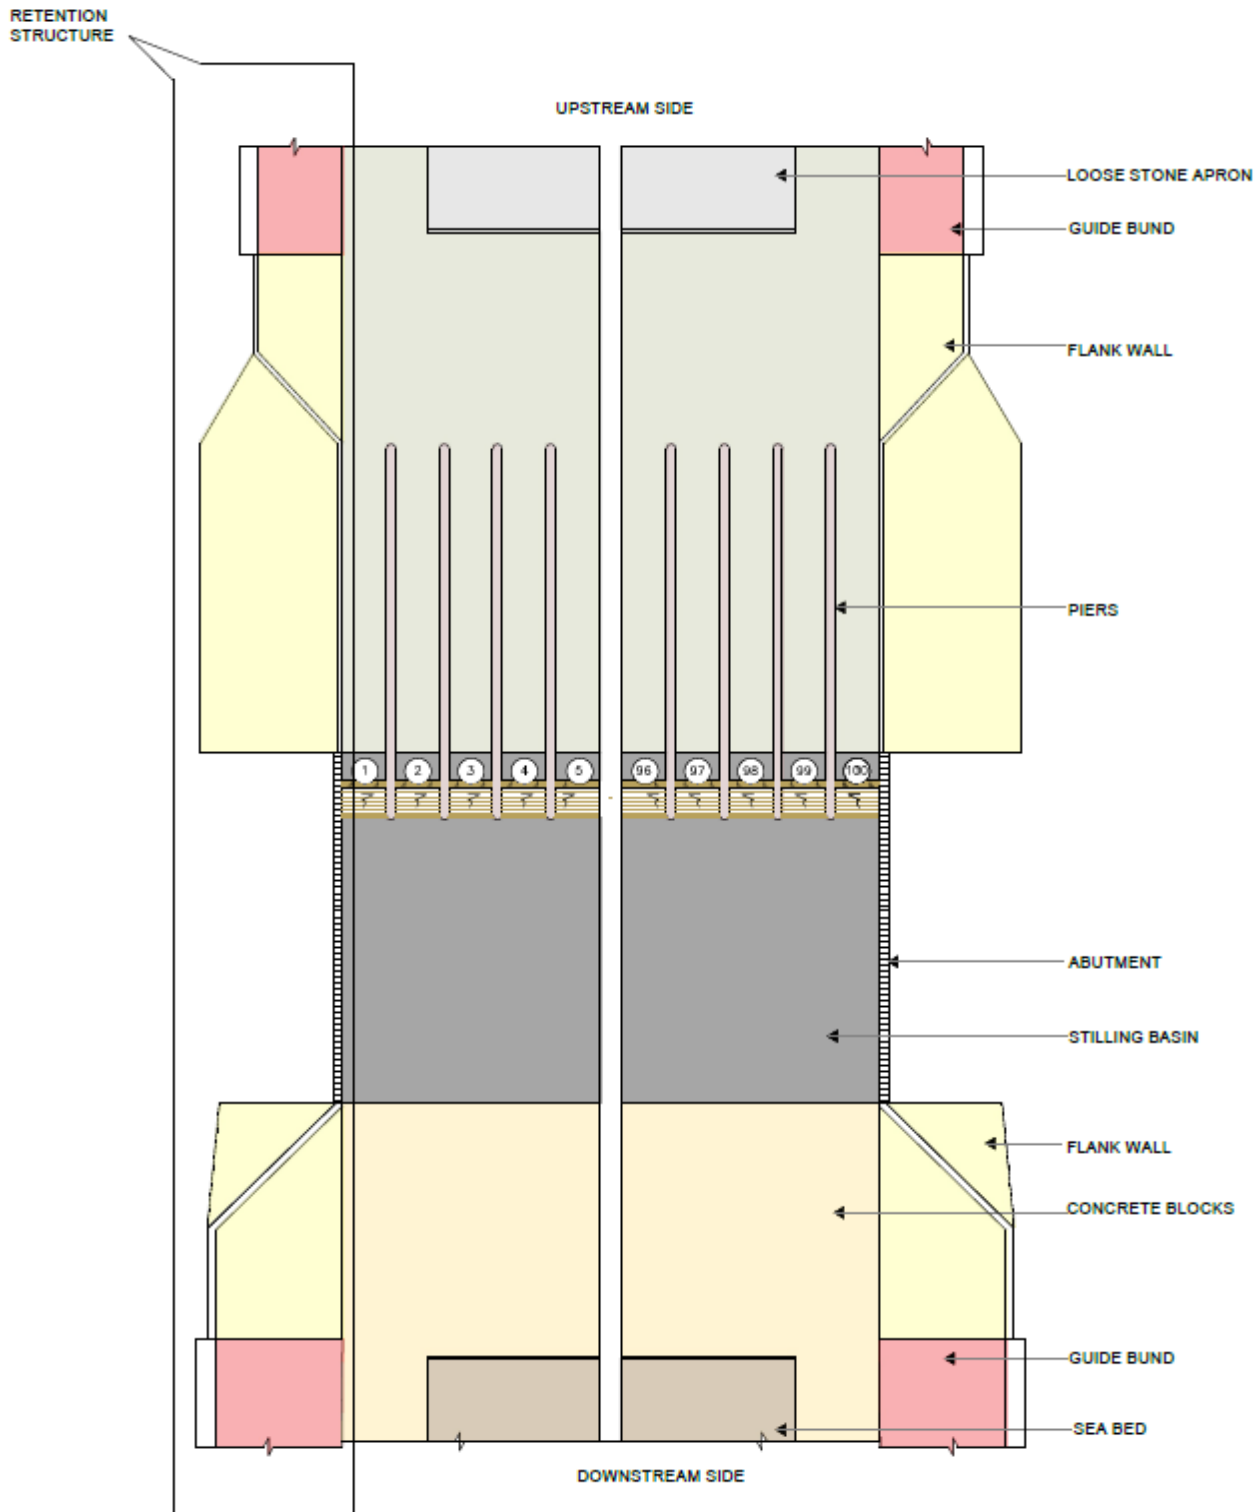 RETENTION
STRUCTURE
UPSTREAM SIDE
LOOSE STONE APRON
GUIDE BUND
FLANK WALL
PIERS
1 2 3 4 5 96 97 98 99 100
ABUTMENT
STILLING BASIN
FLANK WALL
CONCRETE BLOCKS
GUIDE BUND
SEA BED
DOWNSTREAM SIDE